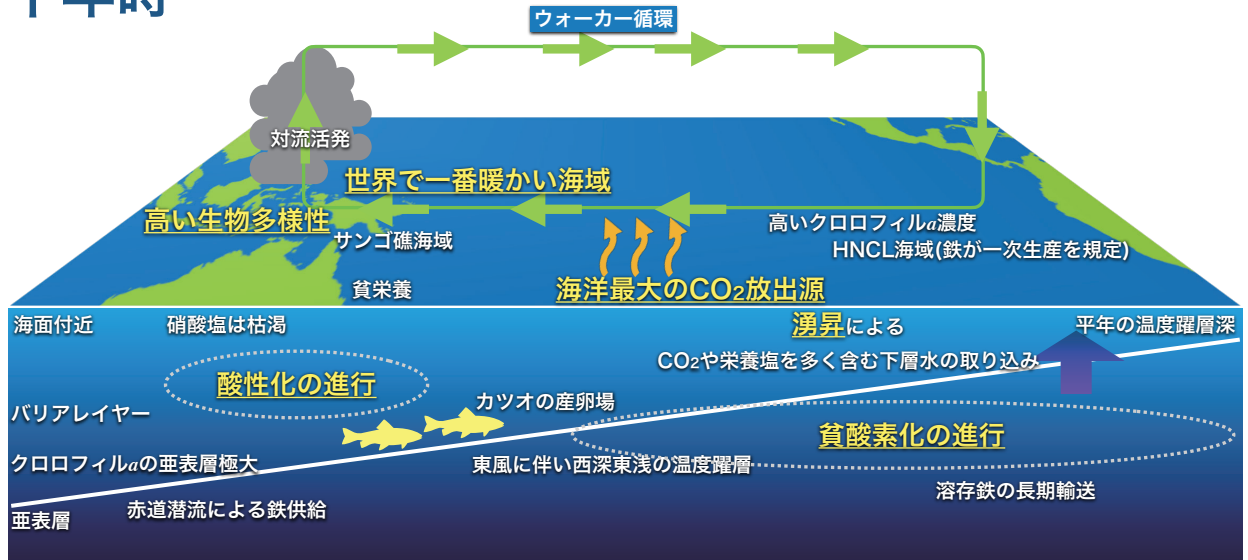 平年時
ウォーカー循環
対流活発
世界で一番暖かい海域
高い生物多様性
サンゴ礁海域
高いクロロフィルa濃度
HNCL海域(鉄が一次生産を規定)
貧栄養
海洋最大のCO2放出源
海面付近
硝酸塩は枯渇
湧昇による
平年の温度躍層深
CO2や栄養塩を多く含む下層水の取り込み
酸性化の進行
バリアレイヤー
カツオの産卵場
貧酸素化の進行
クロロフィルaの亜表層極大
東風に伴い西深東浅の温度躍層
溶存鉄の長期輸送
赤道潜流による鉄供給
亜表層